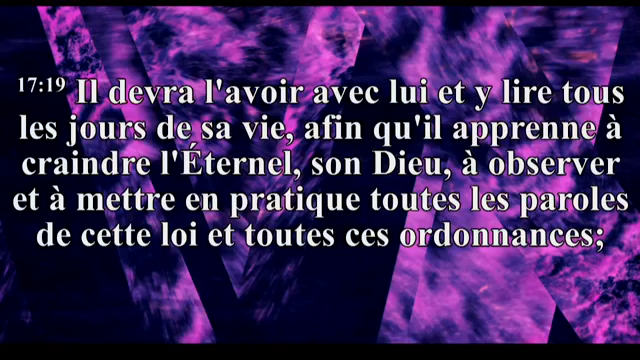 17:19 Il devra l'avoir avec lui et y lire tous
les jours de sa vie, afin qu'il apprenne à
craindre l'Éternel, son Dieu, à observer
et à mettre en pratique toutes les paroles
de cette loi et toutes ces ordonnances;